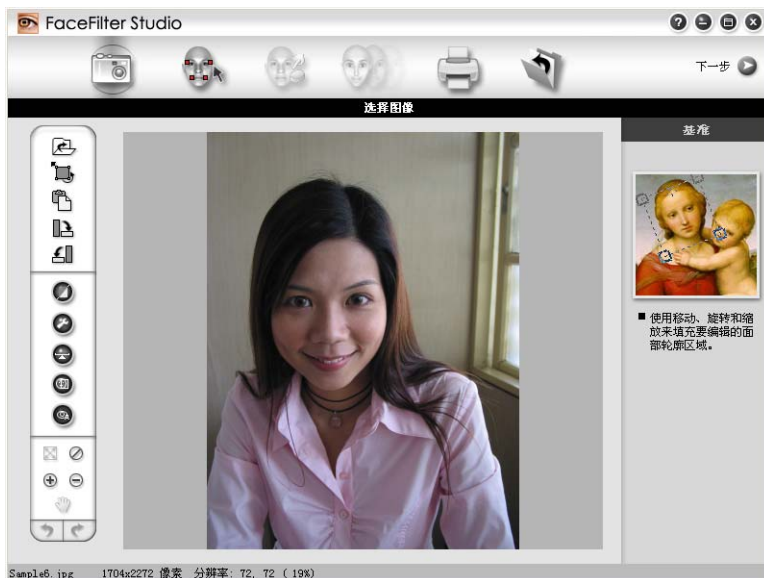 FaceFilter Studio
下一步
选择图像
基准
使用移动、旋转和缩
放来填充要编辑的面
部轮廓区域。
Sample6.jpg 1704x2272 像素 分辨率: 72, 72 ( 19%)